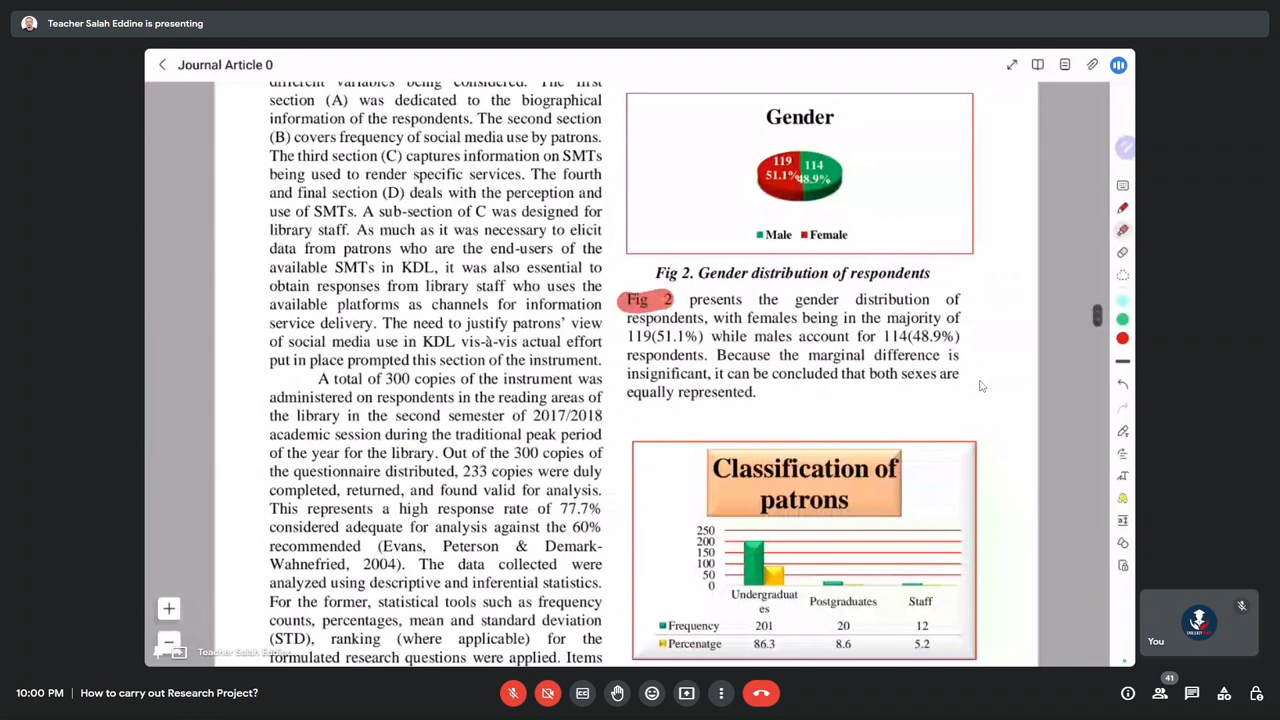 Teacher Salah Eddine is presenting
Journal Article 0
different variables being considered. The first
section (A) was dedicated to the biographical
information of the respondents. The second section
(B) covers frequency of social media use by patrons.
The third section (C) captures information on SMTs
being used to render specific services. The fourth
and final section (D) deals with the perception and
use of SMTs. A sub-section of C was designed for
library staff. As much as it was necessary to elicit
data from patrons who are the end-users of the
available SMTs in KDL, it was also essential to
obtain responses from library staff who uses the
available platforms as channels for information
service delivery. The need to justify patrons’ view
of social media use in KDL vis-à-vis actual effort
put in place prompted this section of the instrument.
A total of 300 copies of the instrument was
administered on respondents in the reading areas of
the library in the second semester of 2017/2018
academic session during the traditional peak period
of the year for the library. Out of the 300 copies of
the questionnaire distributed, 233 copies were duly
completed, returned, and found valid for analysis.
This represents a high response rate of 77.7%
considered adequate for analysis against the 60%
recommended (Evans, Peterson & Demark-
Wahnefried, 2004). The data collected were
analyzed using descriptive and inferential statistics.
For the former, statistical tools such as frequency
counts, percentages, mean and standard deviation
(STD), ranking (where applicable) for the
formulated research questions were applied. Items
Gender
119
51.1%
114
48.9%
Male Female
Fig 2. Gender distribution of respondents
Fig 2 presents the gender distribution of
respondents, with females being in the majority of
119(51.1%) while males account for 114(48.9%)
respondents. Because the marginal difference is
insignificant, it can be concluded that both sexes are
equally represented.
Classification of
patrons
250
200
150
100
50
0
Undergraduat
es
Postgraduates
Staff
Frequency 201 20 12
Percenatge 86.3 8.6 5.2
Teacher Salah Eddine
You
10:00 PM | How to carry out Research Project?
41